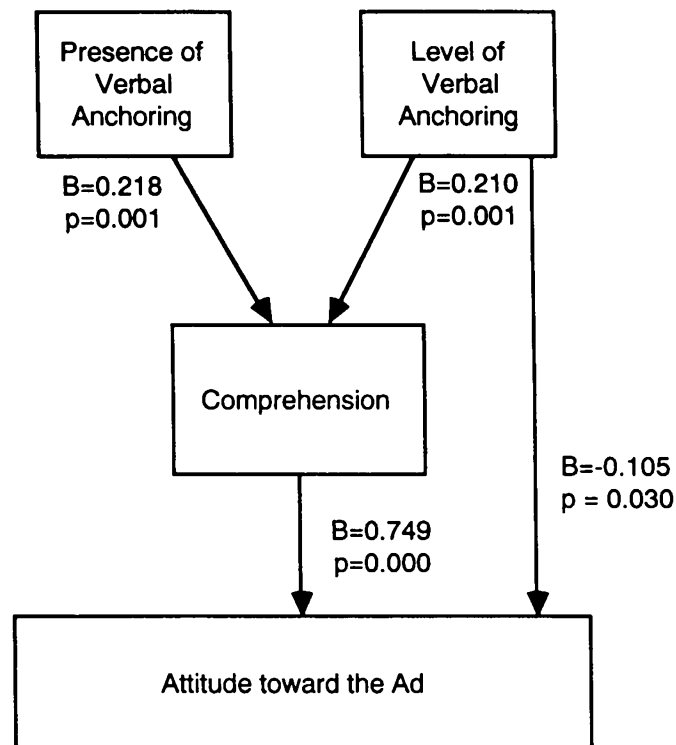 Presence of
Verbal
Anchoring
Level of
Verbal
Anchoring
B=0.218
p=0.001
B=0.210
p=0.001
Comprehension
B=-0.105
p = 0.030
B=0.749
p=0.000
Attitude toward the Ad